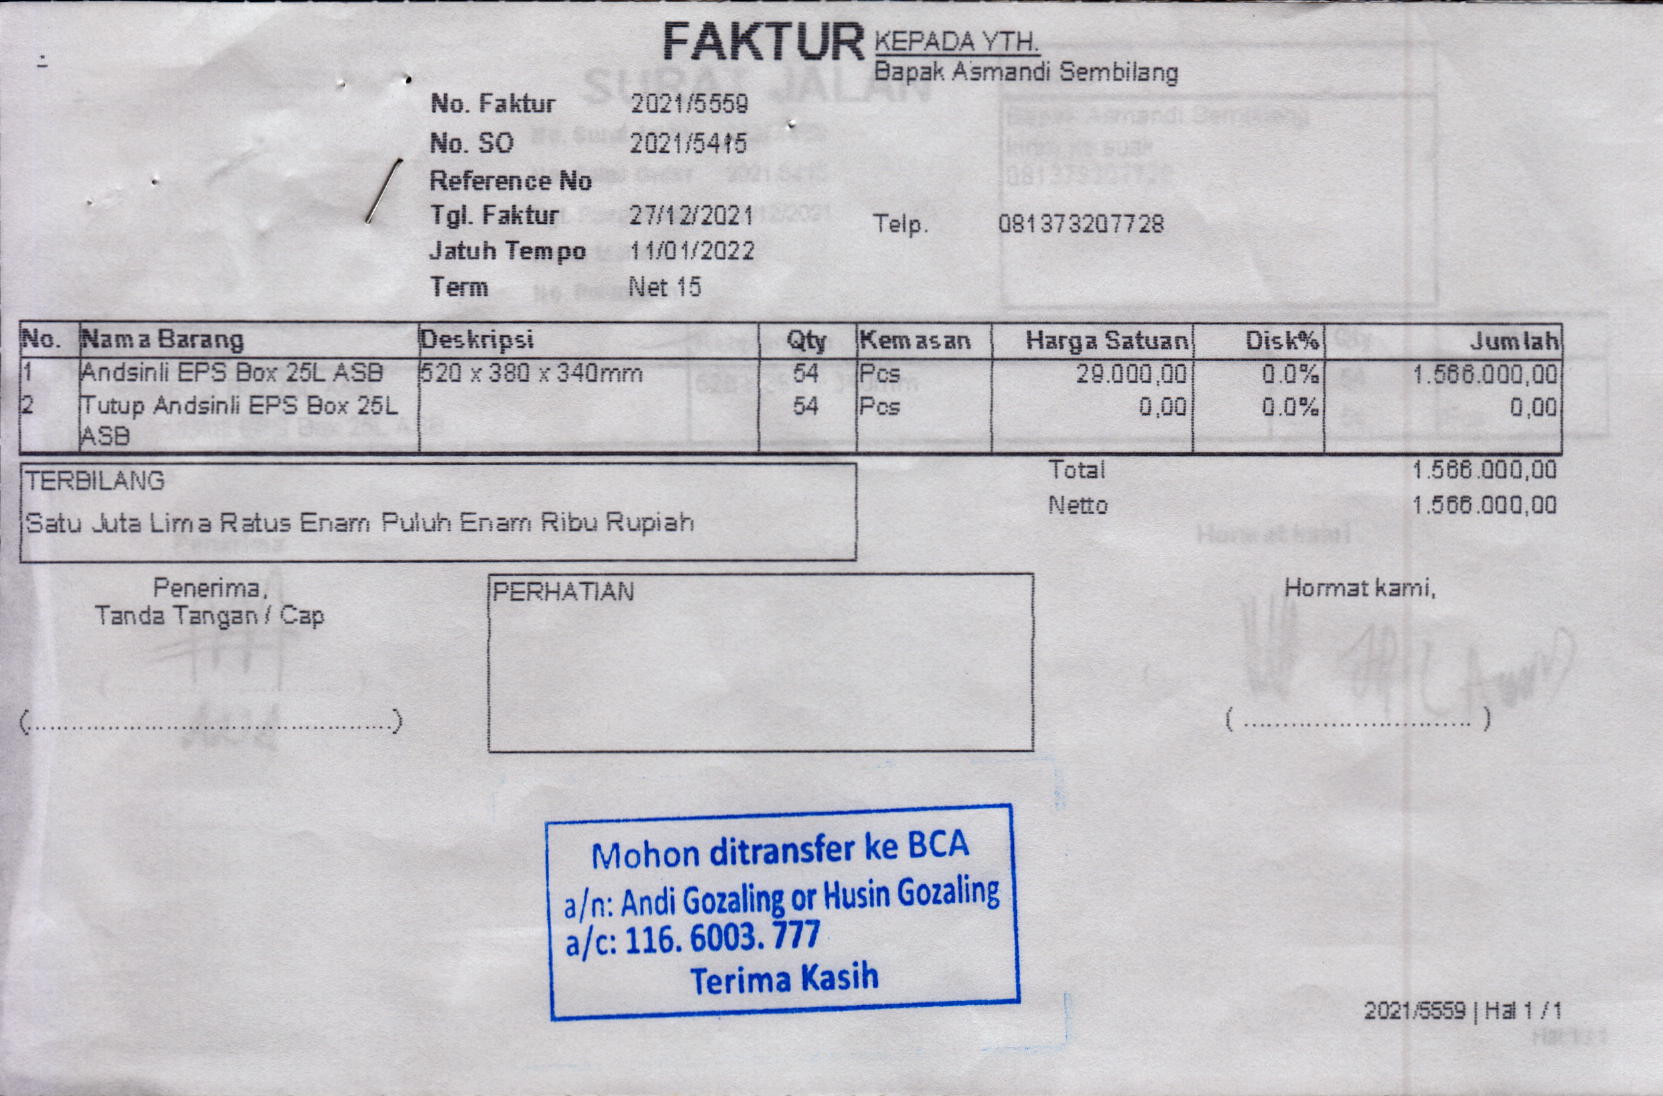 FAKTUR
KEPADA YTH.
Bapak Asmandi Sembilang
No. Faktur 2021/5559
No. SO 2021/5415
Reference No
Tgl. Faktur 27/12/2021
Telp. 081373207728
Jatuh Tempo 11/01/2022
Term Net 15
No. Nama Barang Deskripsi Qty Kemasan Harga Satuan Disk% Jumlah
1 Andsinli EPS Box 25L ASB 520 x 380 x 340mm 54 Pcs 29.000,00 0.0% 1.566.000,00
2 Tutup Andsinli EPS Box 25L 54 Pcs 0,00 0.0% 0,00
ASB
Total 1.566.000,00
TERBILANG
Netto 1.566.000,00
Satu Juta Lima Ratus Enam Puluh Enam Ribu Rupiah
Penerima,
Tanda Tangan / Cap
PERHATIAN
Hormat kami,
(..............................................)
( ................................ )
Mohon ditransfer ke BCA
a/n: Andi Gozaling or Husin Gozaling
a/c: 116. 6003. 777
Terima Kasih
2021/5559 | Hal 1 / 1